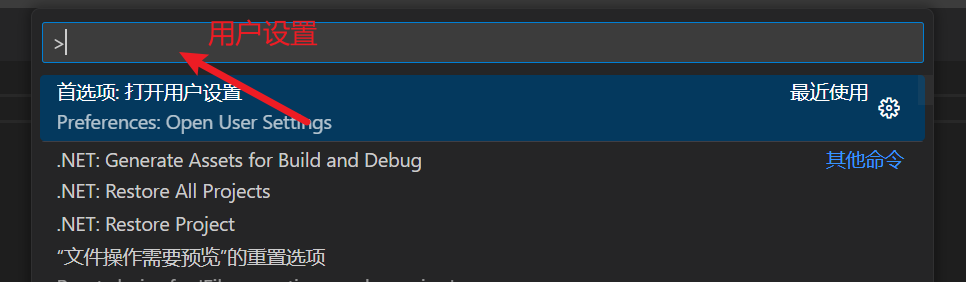 用户设置
>
首选项: 打开用户设置
最近使用
Preferences: Open User Settings
.NET: Generate Assets for Build and Debug
其他命令
.NET: Restore All Projects
.NET: Restore Project
“文件操作需要预览”的重置选项